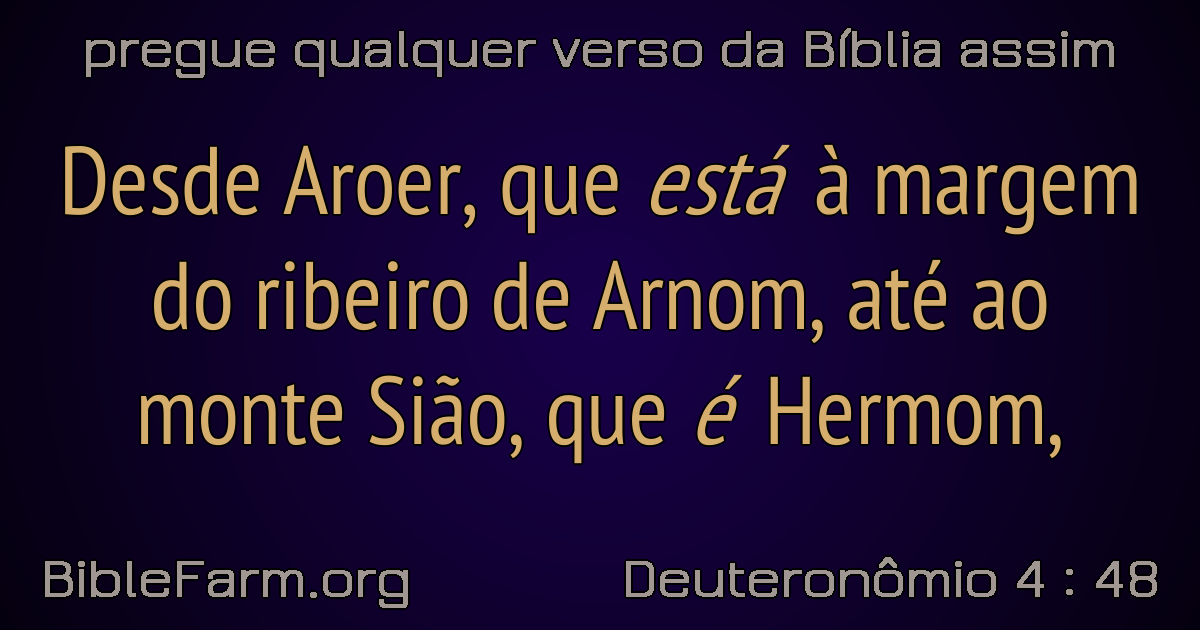 pregue qualquer verso da Bíblia assim
Desde Aroer, que está à margem
do ribeiro de Arnom, até ao
monte Sião, que é Hermom,
BibleFarm.org
Deuteronômio 4 : 48